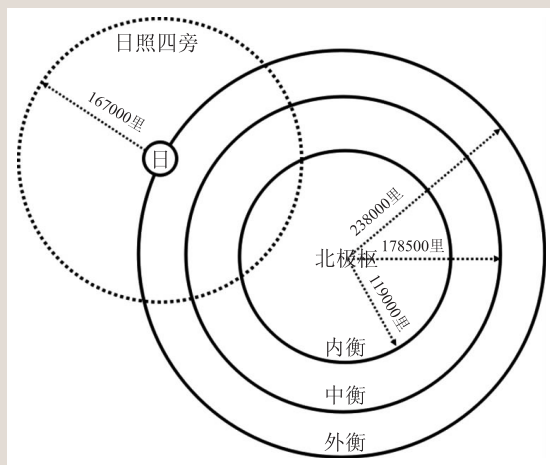 日照四旁
167000里
日
238000里
178500里
北极枢
119000里
内衡
中衡
外衡